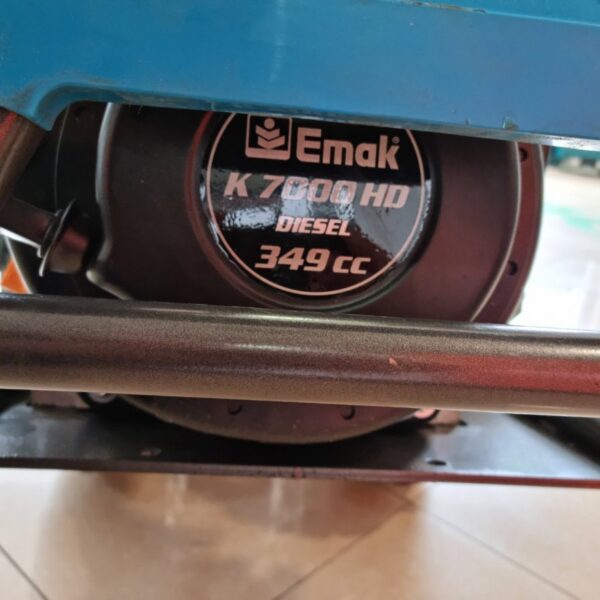 Emak®
K 7000 HD
DIESEL
349 CC